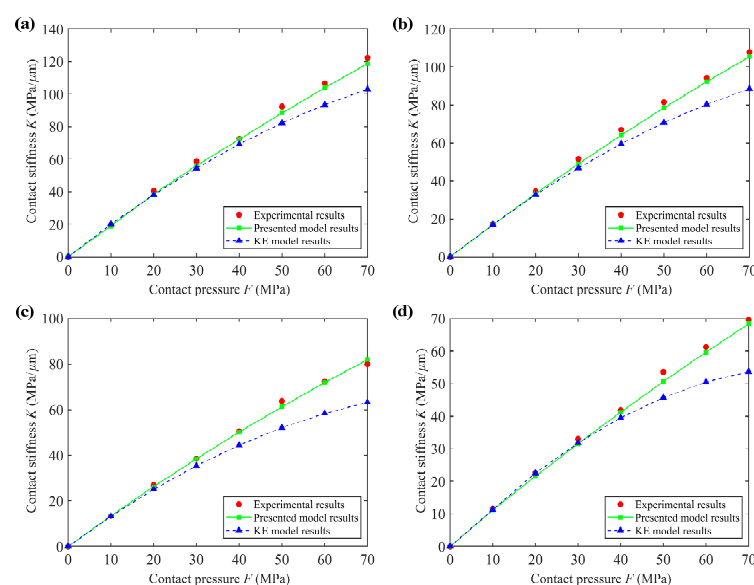 (a)
140
120
100
80
60
40
20
0
Contact stiffness K (MPa/μm)
Experimental results
Presented model results
KE model results
0 10 20 30 40 50 60 70
Contact pressure F (MPa)
(b)
120
100
80
60
40
20
0
Contact stiffness K (MPa/μm)
Experimental results
Presented model results
KE model results
0 10 20 30 40 50 60 70
Contact pressure F (MPa)
(c)
100
80
60
40
20
0
Contact stiffness K (MPa/μm)
Experimental results
Presented model results
KE model results
0 10 20 30 40 50 60 70
Contact pressure F (MPa)
(d)
70
60
50
40
30
20
10
0
Contact stiffness K (MPa/μm)
Experimental results
Presented model results
KE model results
0 10 20 30 40 50 60 70
Contact pressure F (MPa)